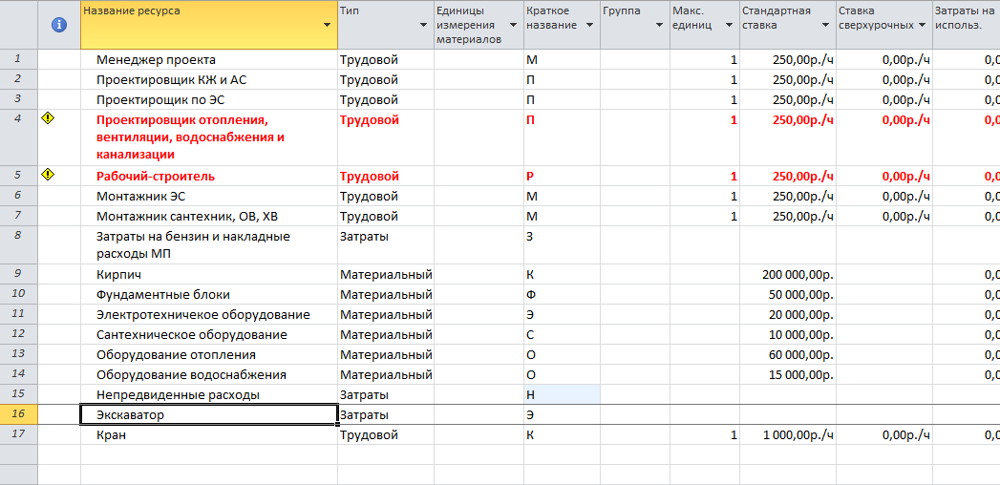 Название ресурса Тип Единицы измерения материалов Краткое название Группа Макс. единиц Стандартная ставка Ставка сверхурочных Затраты на использ.
1 Менеджер проекта Трудовой М 1 250,00р./ч 0,00р./ч 0,0
2 Проектировщик КЖ и АС Трудовой П 1 250,00р./ч 0,00р./ч 0,0
3 Проектирощик по ЭС Трудовой П 1 250,00р./ч 0,00р./ч 0,0
4 Проектировщик отопления, Трудовой П 1 250,00р./ч 0,00р./ч 0,0
вентиляции, водоснабжения и
канализации
5 Рабочий-строитель Трудовой Р 1 250,00р./ч 0,00р./ч 0,0
6 Монтажник ЭС Трудовой М 1 250,00р./ч 0,00р./ч 0,0
7 Монтажник сантехник, ОВ, ХВ Трудовой М 1 250,00р./ч 0,00р./ч 0,0
8 Затраты на бензин и накладные Затраты З
расходы МП
9 Кирпич Материальный К 200 000,00р. 0,0
10 Фундаментные блоки Материальный Ф 50 000,00р. 0,0
11 Электротехничекое оборудование Материальный Э 20 000,00р. 0,0
12 Сантехническое оборудование Материальный С 10 000,00р. 0,0
13 Оборудование отопления Материальный О 60 000,00р. 0,0
14 Оборудование водоснабжения Материальный О 15 000,00р. 0,0
15 Непредвиденные расходы Затраты Н
16 Экскаватор Затраты Э
17 Кран Трудовой К 1 1 000,00р./ч 0,00р./ч 0,0